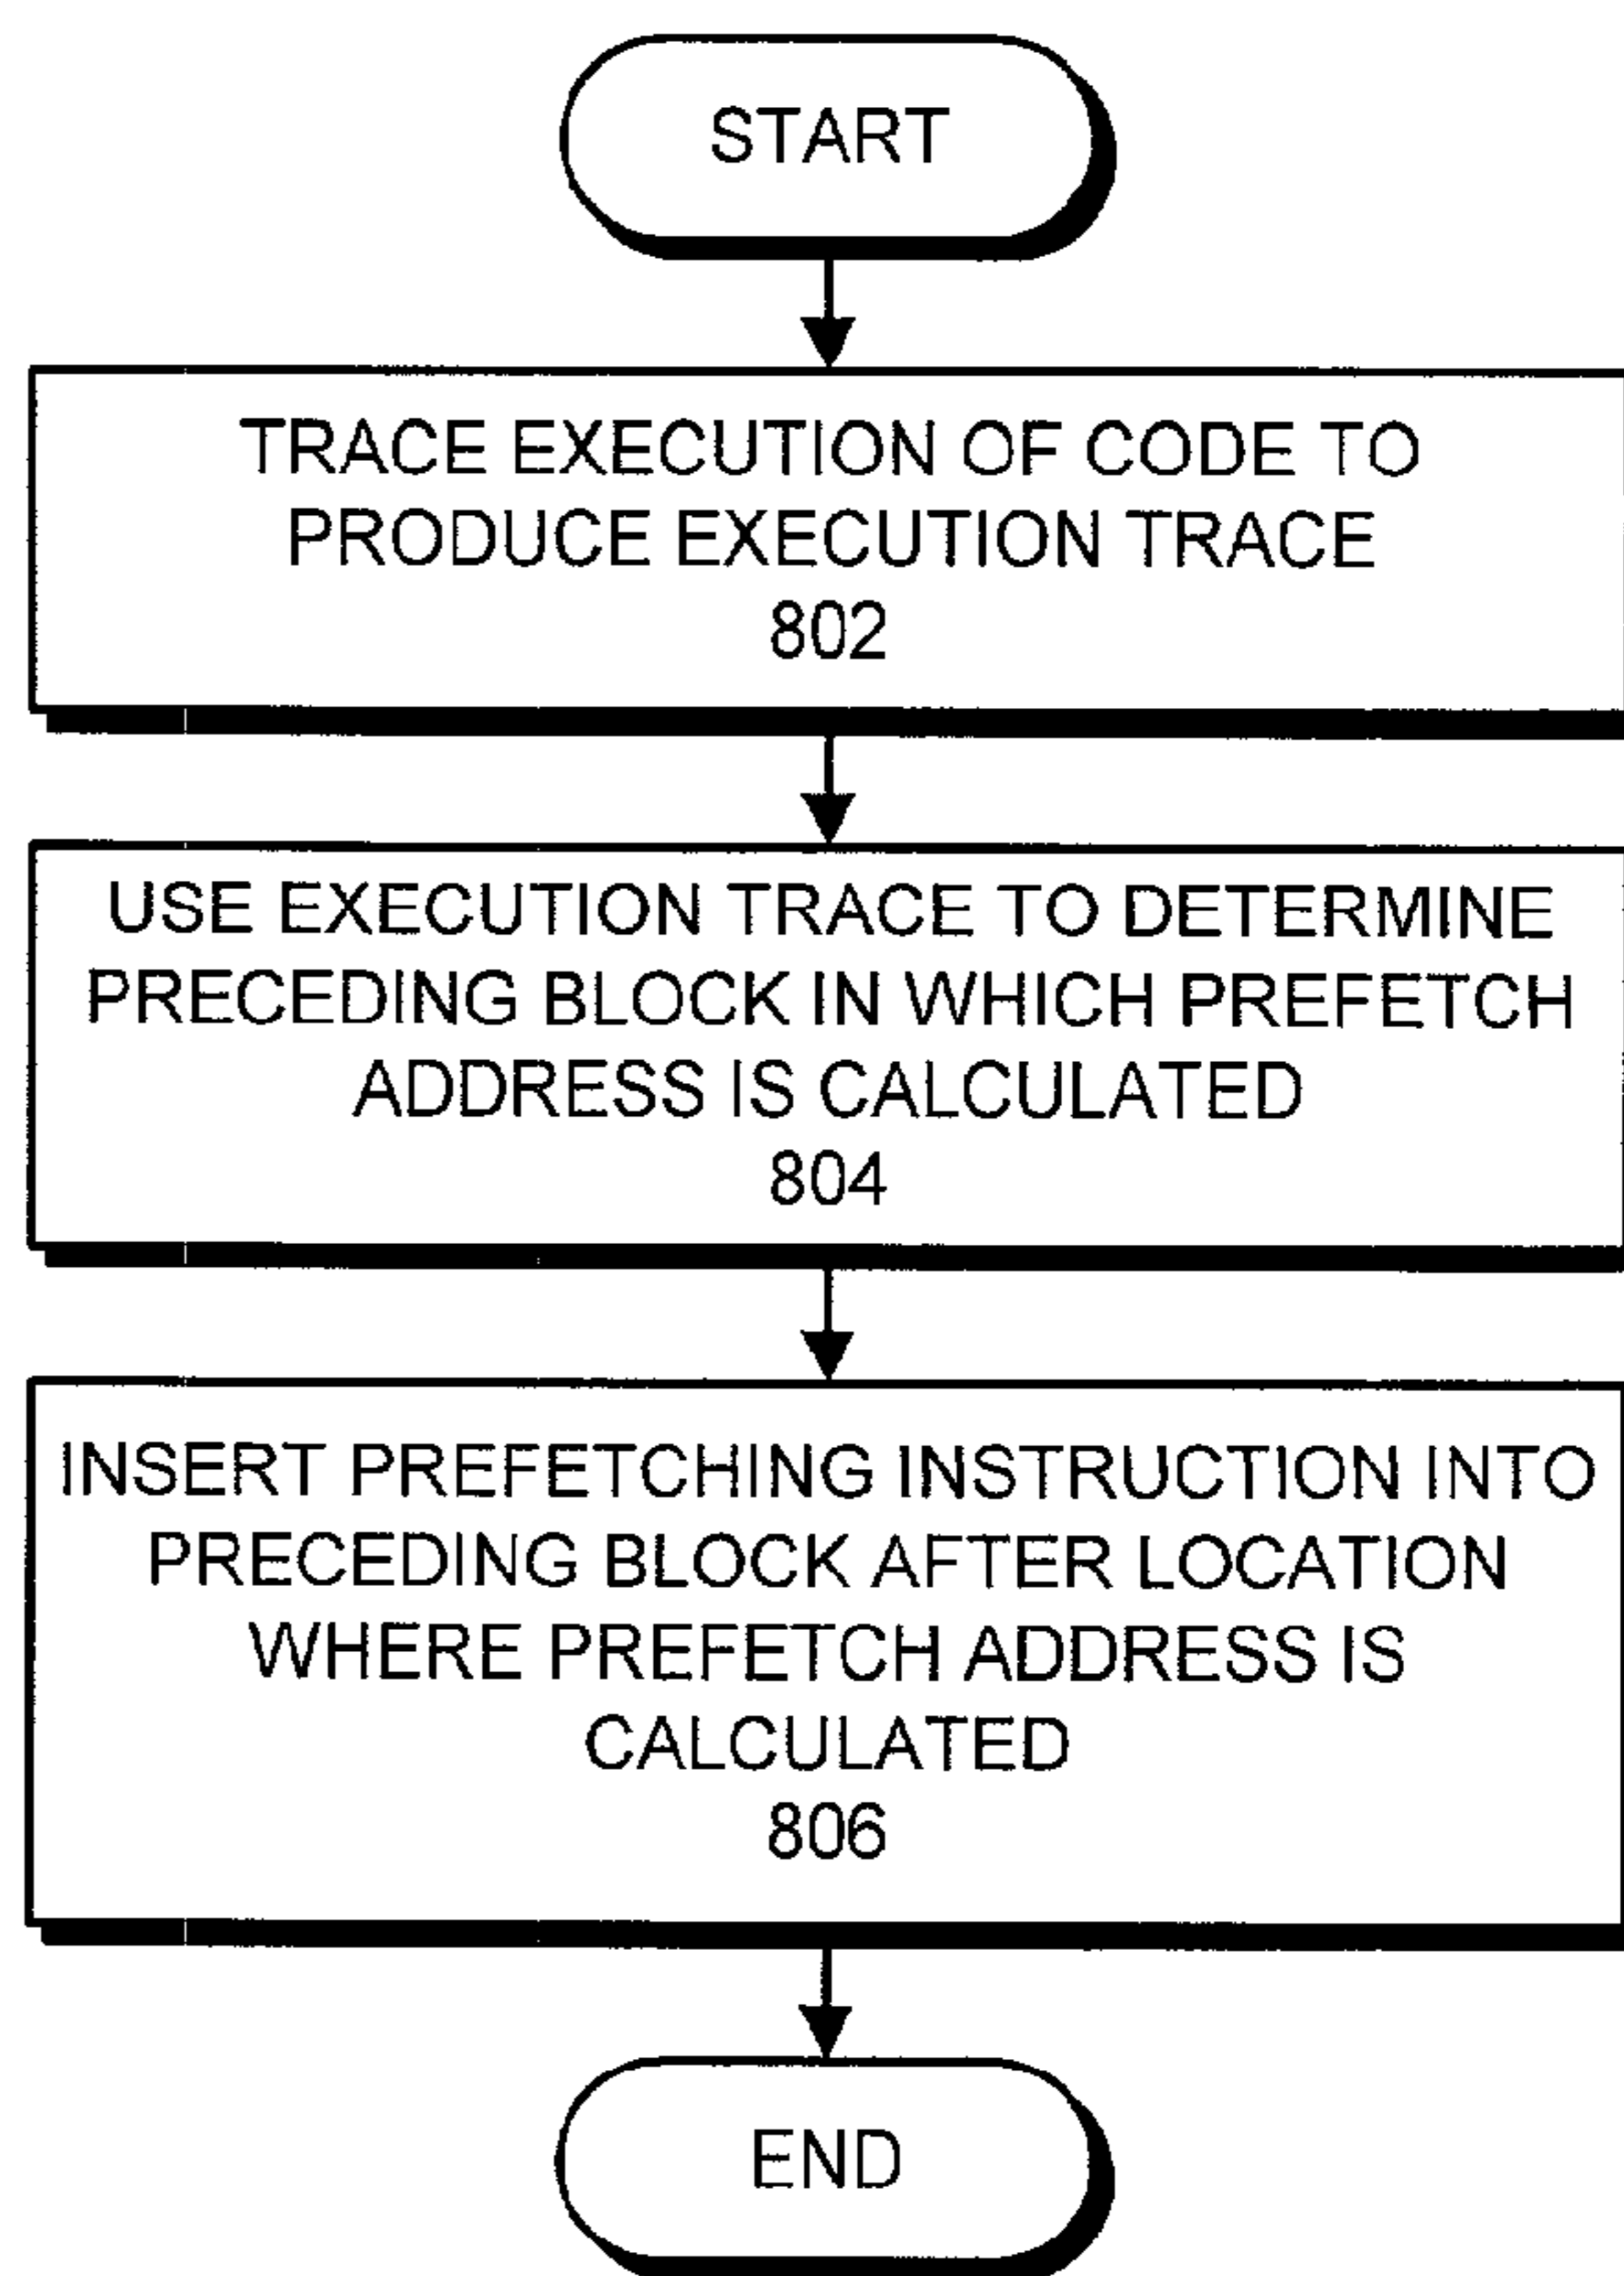 START
TRACE EXECUTION OF CODE TO
PRODUCE EXECUTION TRACE
802
USE EXECUTION TRACE TO DETERMINE
PRECEDING BLOCK IN WHICH PREFETCH
ADDRESS IS CALCULATED
804
INSERT PREFETCHING INSTRUCTION INTO
PRECEDING BLOCK AFTER LOCATION
WHERE PREFETCH ADDRESS IS
CALCULATED
806
END